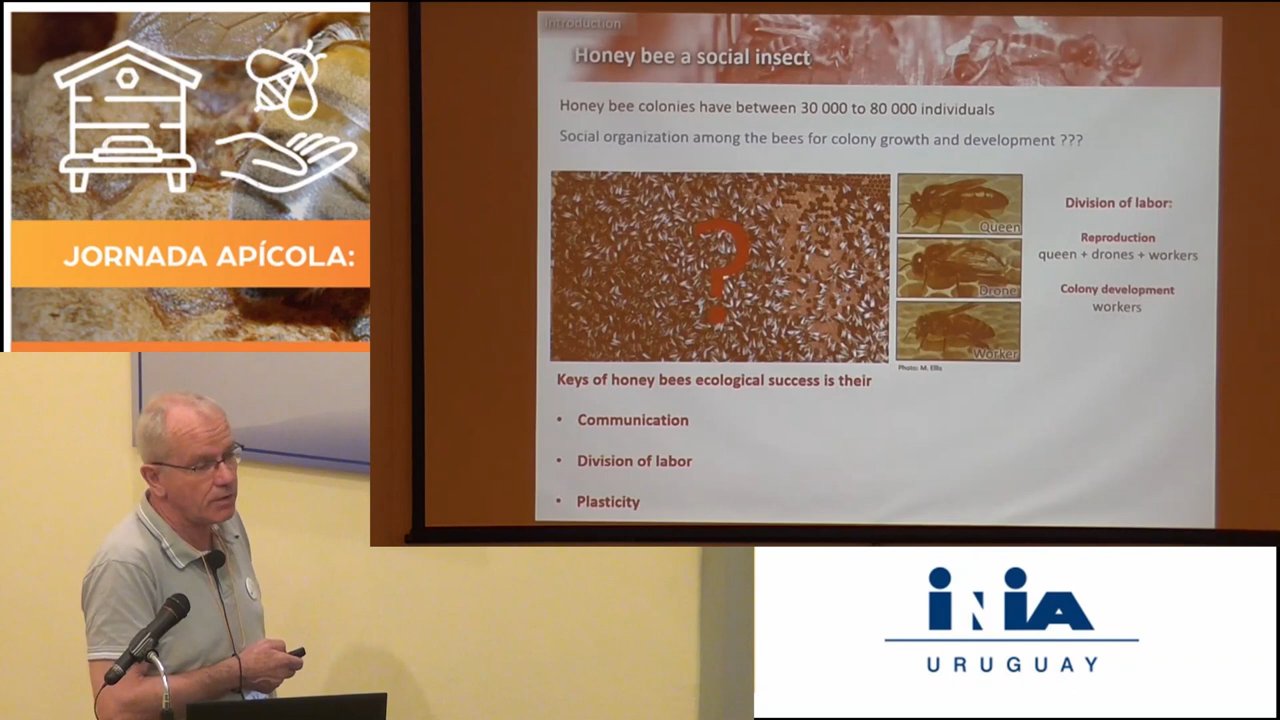 JORNADA APÍCOLA:
Introduction
Honey bee a social insect
Honey bee colonies have between 30 000 to 80 000 individuals
Social organization among the bees for colony growth and development ???
?
Queen
Drone
Worker
Photo: M. Ellis
Division of labor:
Reproduction
queen + drones + workers
Colony development
workers
Keys of honey bees ecological success is their
• Communication
• Division of labor
• Plasticity
INIA
URUGUAY